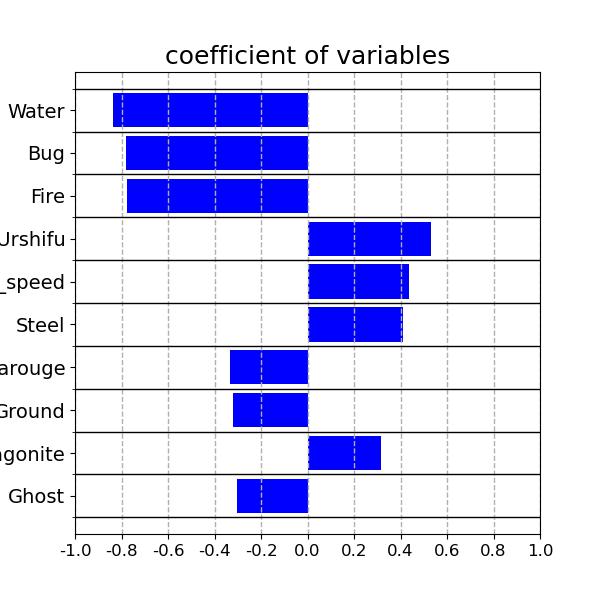 coefficient of variables
Water
Bug
Fire
Urshifu
_speed
Steel
arouge
Ground
gonite
Ghost
-1.0 -0.8 -0.6 -0.4 -0.2 0.0 0.2 0.4 0.6 0.8 1.0